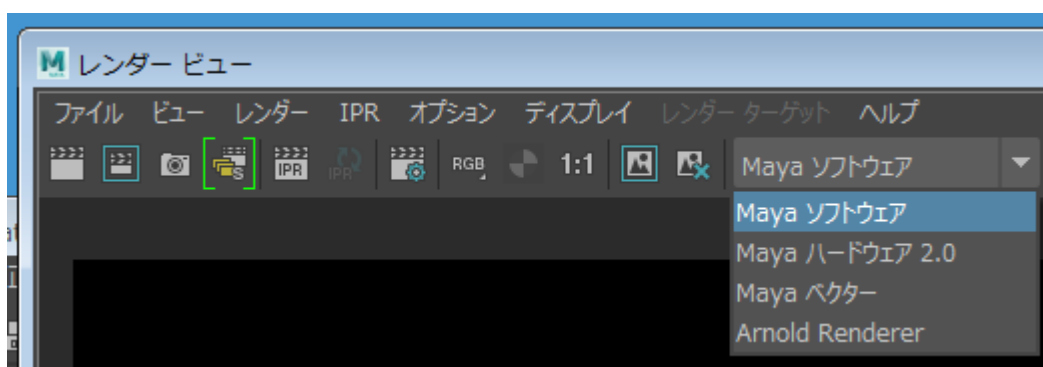 レンダー ビュー
ファイル ビュー レンダー IPR オプション ディスプレイ レンダー ターゲット ヘルプ
S IPR IPR RGB 1:1 Maya ソフトウェア
Maya ソフトウェア
Maya ハードウェア 2.0
Maya ベクター
Arnold Renderer